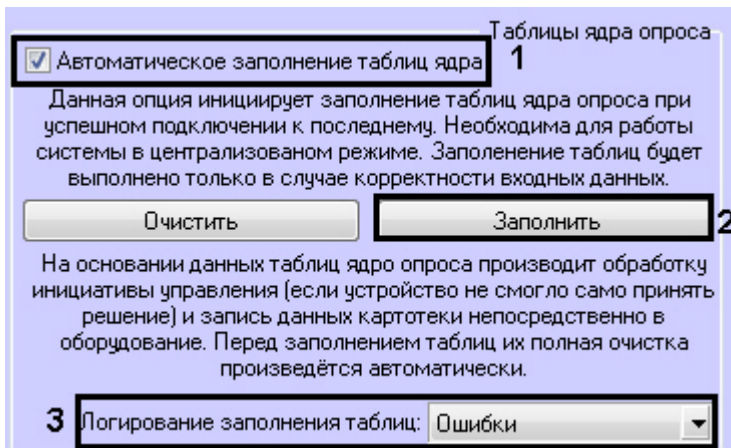 Таблицы ядра опроса
Автоматическое заполнение таблиц ядра 1
Данная опция инициирует заполнение таблиц ядра опроса при
успешном подключении к последнему. Необходима для работы
системы в централизованом режиме. Заполенение таблиц будет
выполнено только в случае корректности входных данных.
Очистить Заполнить 2
На основании данных таблиц ядро опроса производит обработку
инициативы управления (если устройство не смогло само принять
решение) и запись данных картотеки непосредственно в
оборудование. Перед заполнением таблиц их полная очистка
произведётся автоматически.
3 Логирование заполнения таблиц: Ошибки